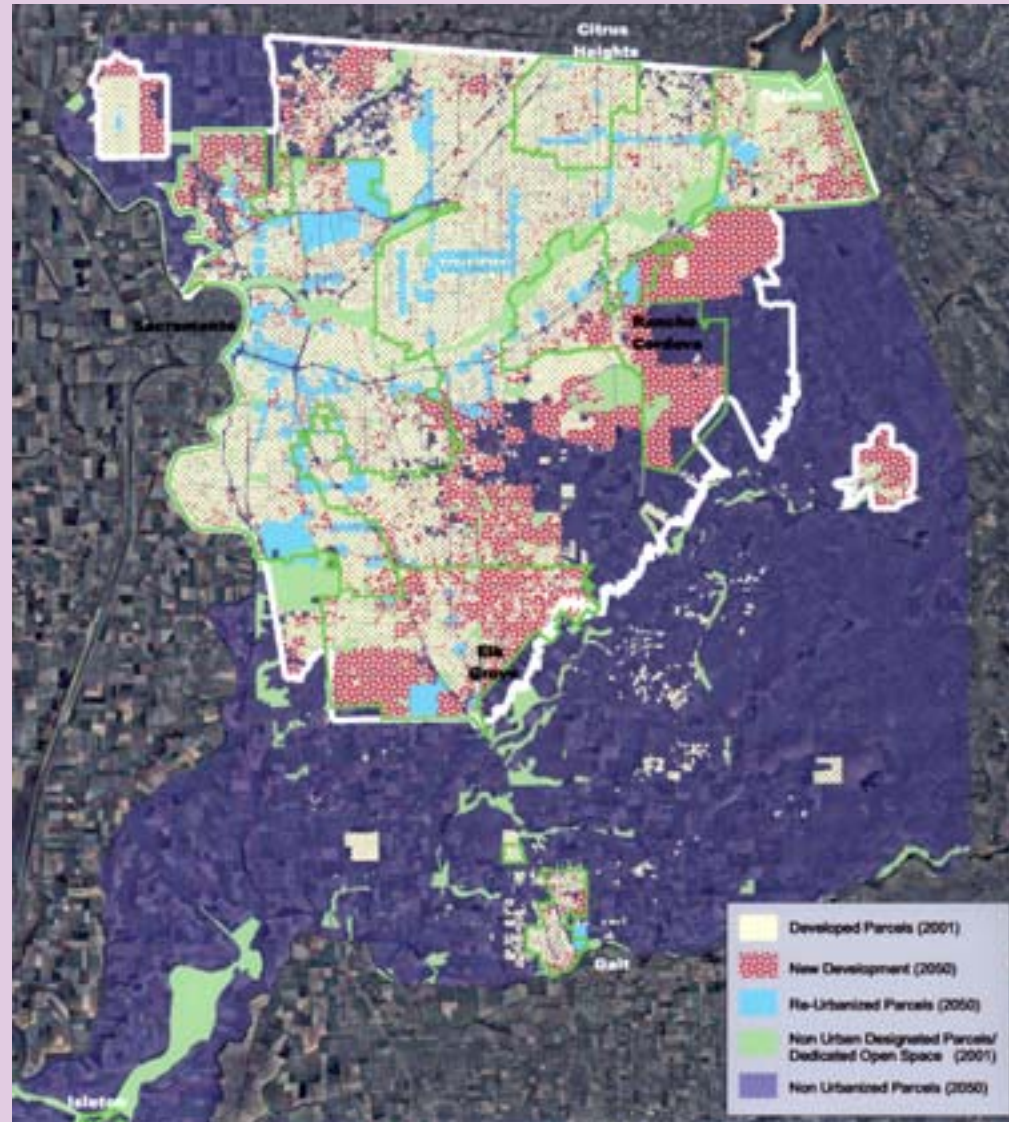 Citrus
Heights
Folsom
Sacramento
Rancho
Cordova
Elk
Grove
Galt
Isleton
Developed Parcels (2001)
New Development (2050)
Re-Urbanized Parcels (2050)
Non Urban Designated Parcels/
Dedicated Open Space (2001)
Non Urbanized Parcels (2050)